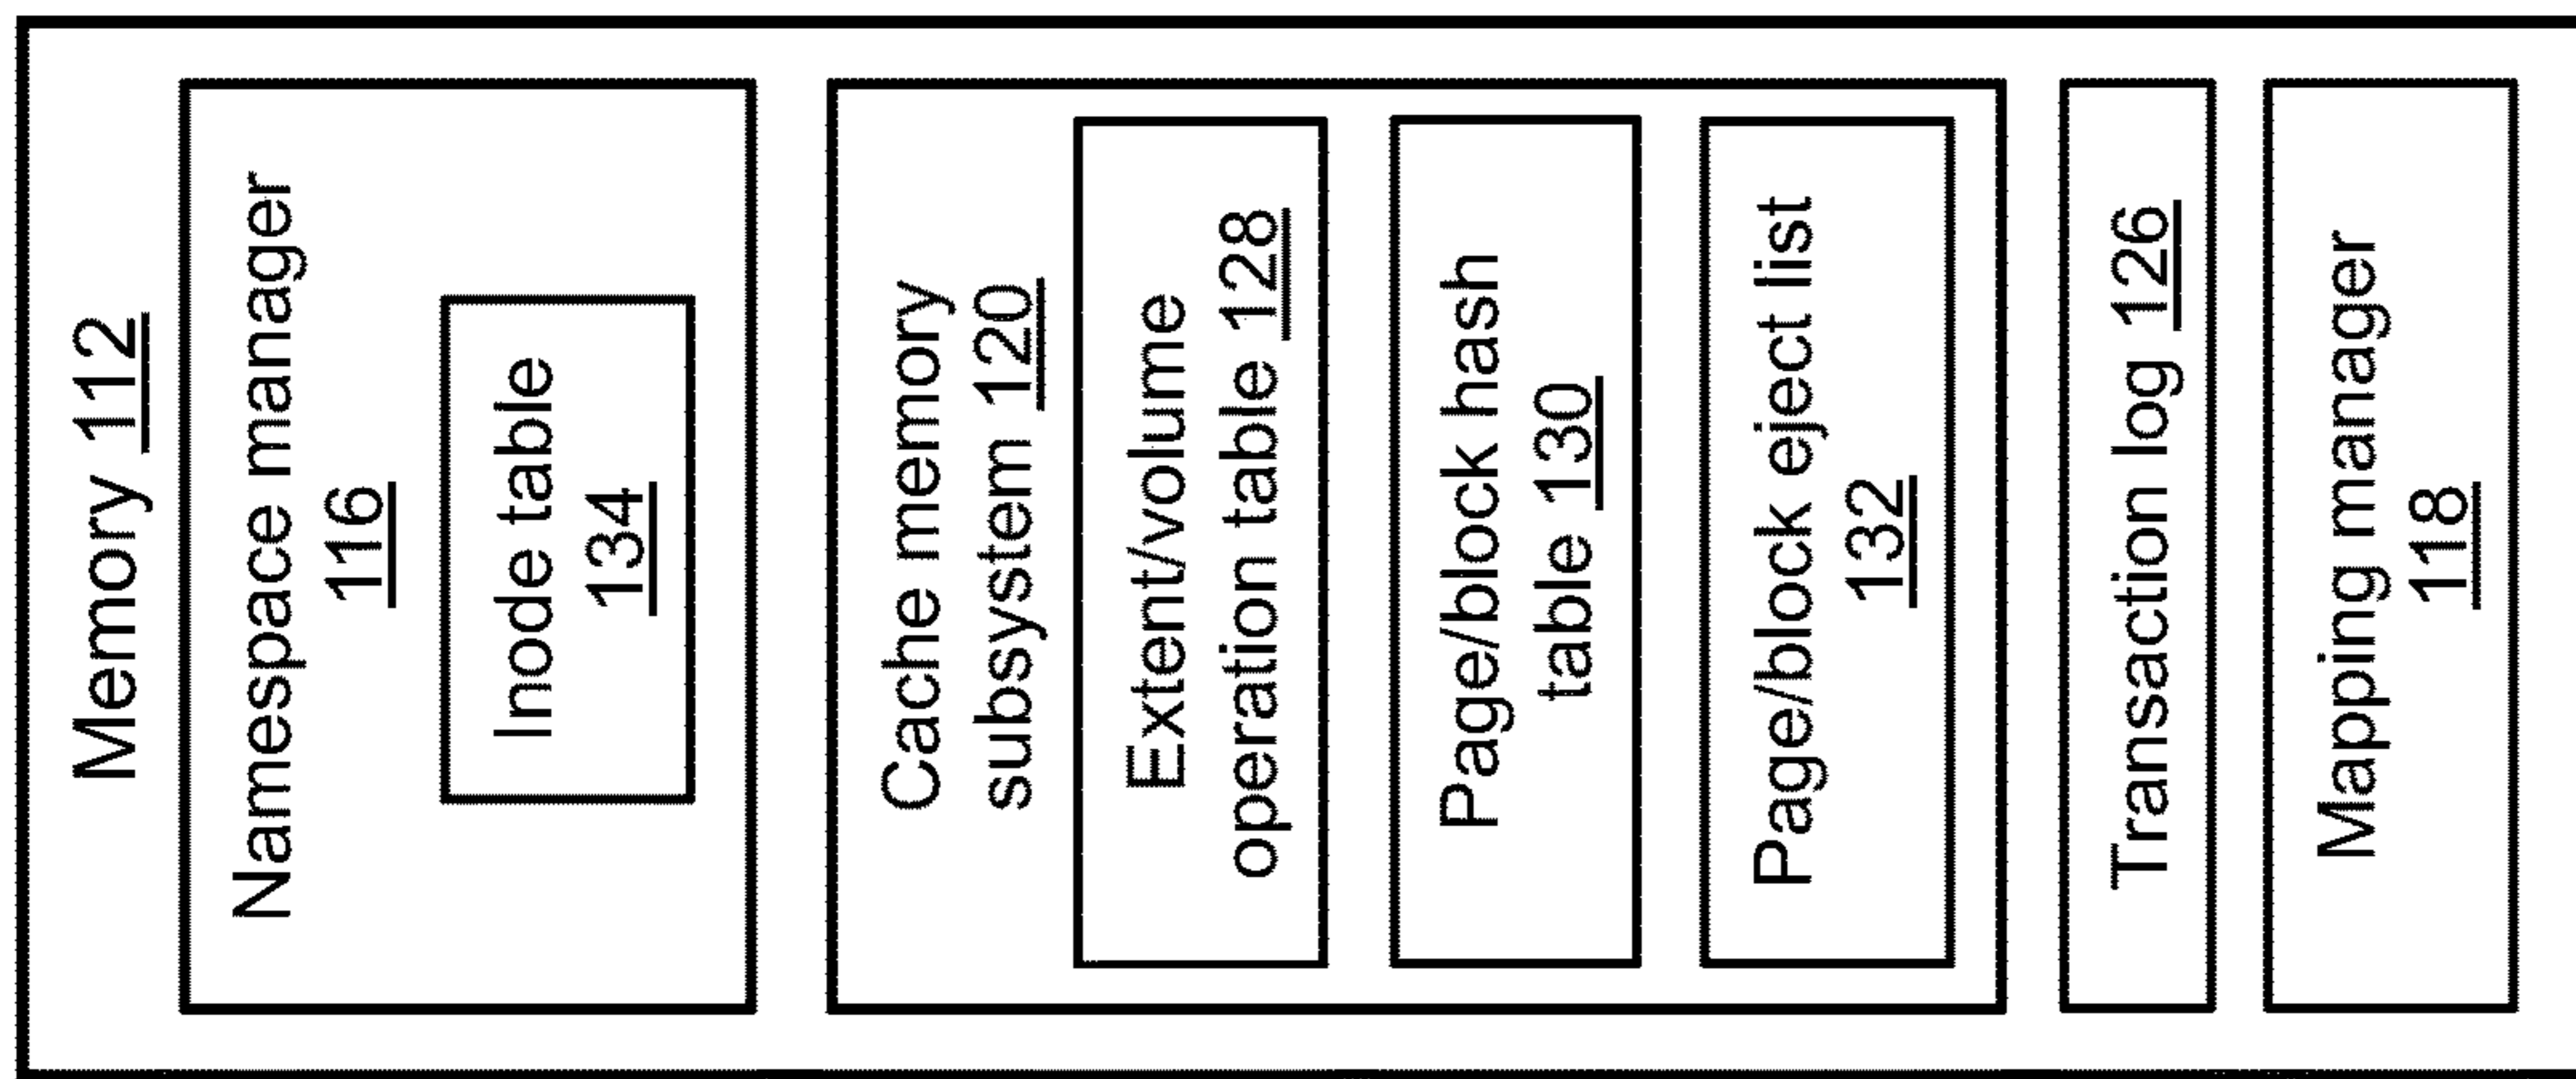 Memory 112
Namespace manager
116
Inode table
134
Cache memory
subsystem 120
Extent/volume
operation table 128
Page/block hash
table 130
Page/block eject list
132
Transaction log 126
Mapping manager
118